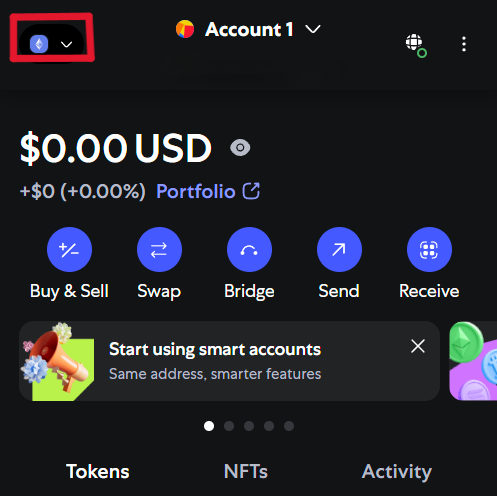 Account 1
$0.00 USD
+$0 (+0.00%) Portfolio
Buy & Sell Swap Bridge Send Receive
Start using smart accounts
Same address, smarter features
Tokens NFTs Activity